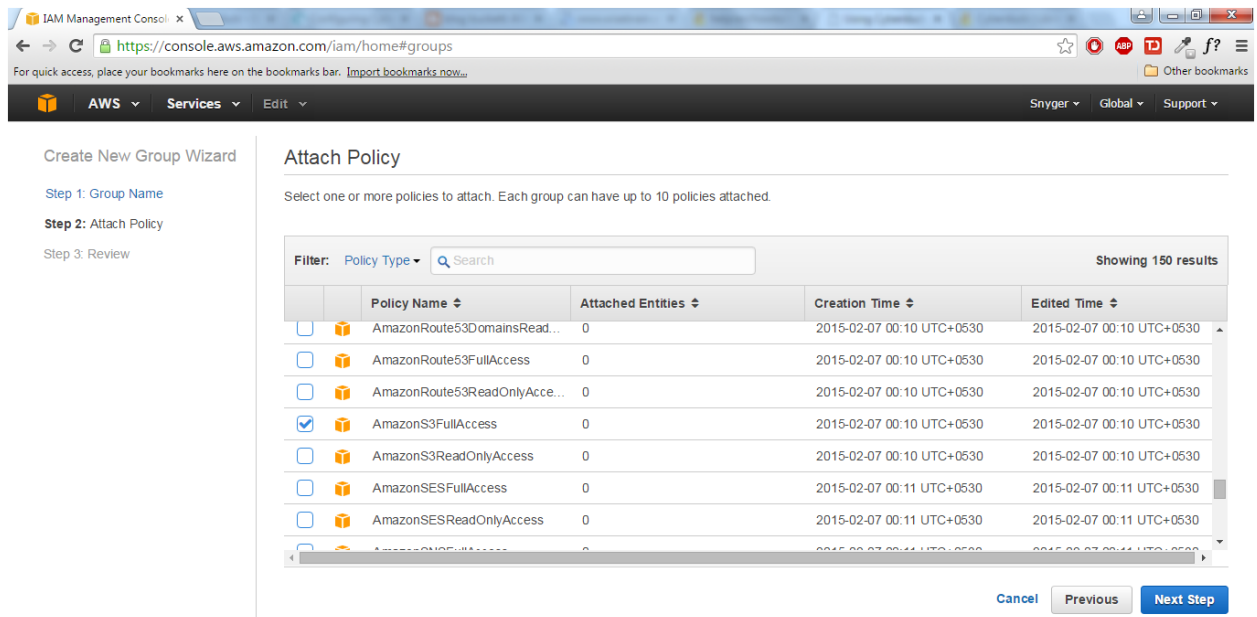 IAM Management Consol
https://console.aws.amazon.com/iam/home#groups
ABP f?
For quick access, place your bookmarks here on the bookmarks bar. Import bookmarks now...
Other bookmarks
AWS Services Edit Snyger Global Support
Create New Group Wizard
Step 1: Group Name
Step 2: Attach Policy
Step 3: Review
Attach Policy
Select one or more policies to attach. Each group can have up to 10 policies attached.
Filter: Policy Type Search Showing 150 results
Policy Name Attached Entities Creation Time Edited Time
AmazonRoute53DomainsRead... 0 2015-02-07 00:10 UTC+0530 2015-02-07 00:10 UTC+0530
AmazonRoute53FullAccess 0 2015-02-07 00:10 UTC+0530 2015-02-07 00:10 UTC+0530
AmazonRoute53ReadOnlyAcce... 0 2015-02-07 00:10 UTC+0530 2015-02-07 00:10 UTC+0530
AmazonS3FullAccess 0 2015-02-07 00:10 UTC+0530 2015-02-07 00:10 UTC+0530
AmazonS3ReadOnlyAccess 0 2015-02-07 00:10 UTC+0530 2015-02-07 00:10 UTC+0530
AmazonSESFullAccess 0 2015-02-07 00:11 UTC+0530 2015-02-07 00:11 UTC+0530
AmazonSESReadOnlyAccess 0 2015-02-07 00:11 UTC+0530 2015-02-07 00:11 UTC+0530
Cancel Previous Next Step